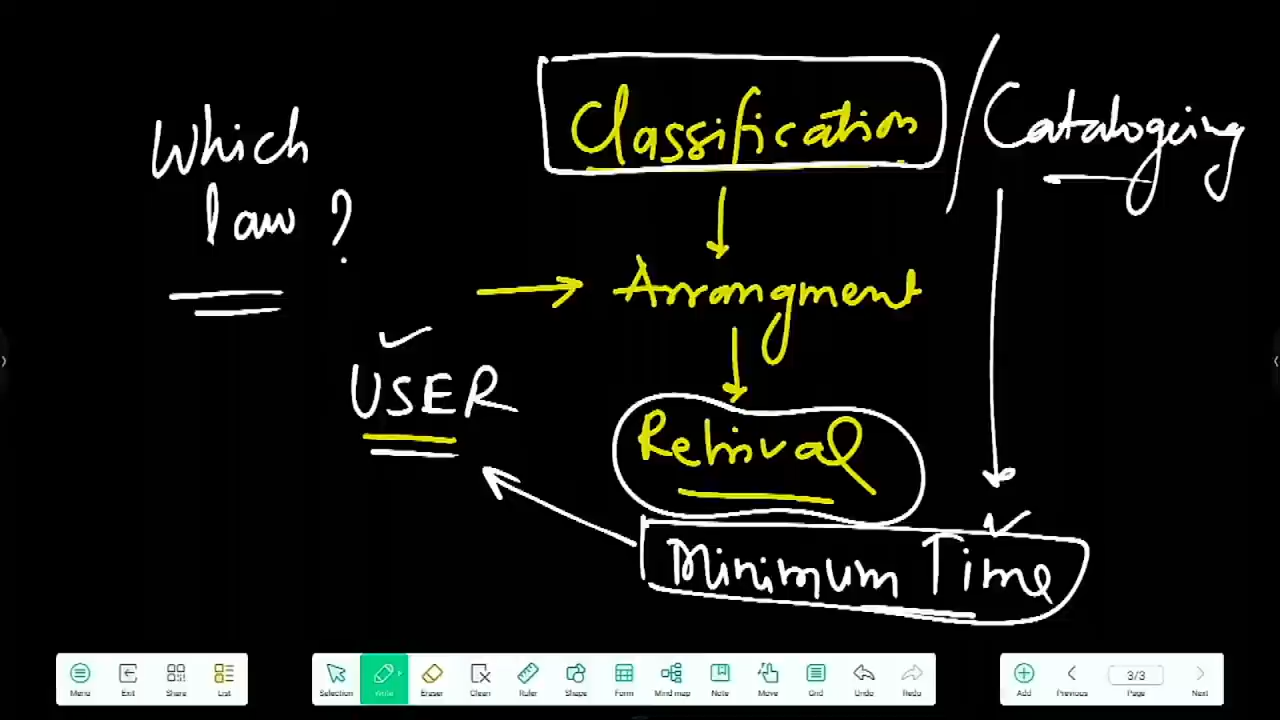 Classification / Catalogeing
Which
law ?
Arrangment
USER
Retrival
Minimum Time
Menu Exit Share List Selection Write Eraser Clean Ruler Shape Form Mind map Note Move Grid Undo Redo Add Previous 3/3 Page Next